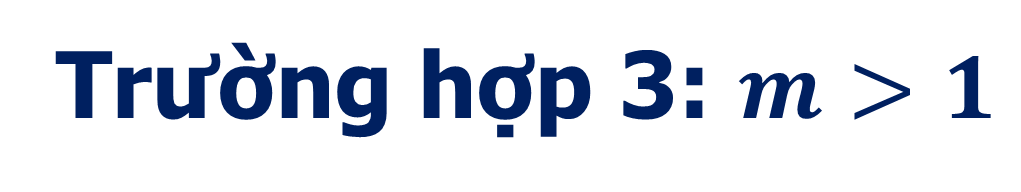 Trường hợp 3: 𝑚 > 1